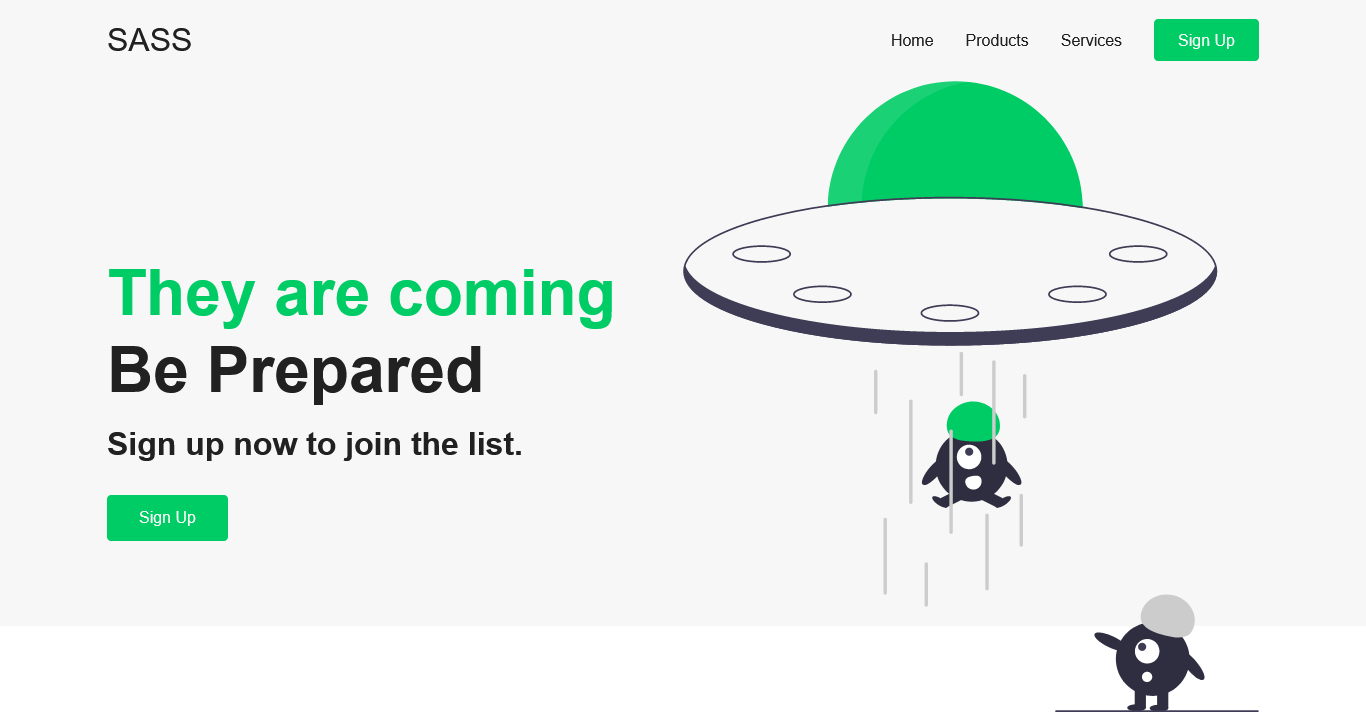 SASS
Home
Products
Services
Sign Up
They are coming
Be Prepared
Sign up now to join the list.
Sign Up